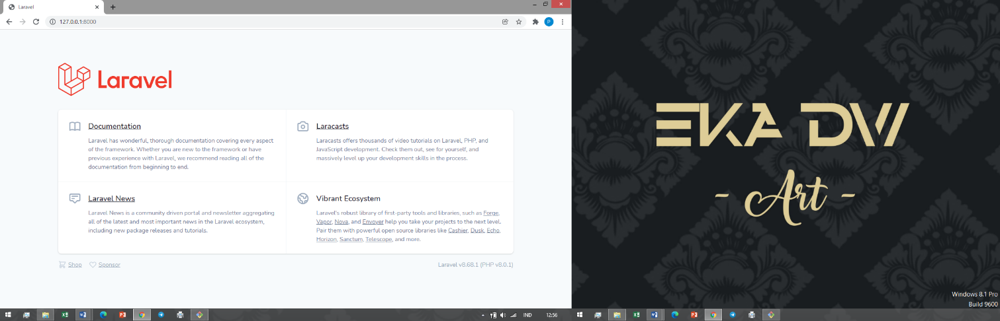 Laravel
127.0.0.1:8000
P
Laravel
Documentation
Laravel has wonderful, thorough documentation covering every aspect
of the framework. Whether you are new to the framework or have
previous experience with Laravel, we recommend reading all of the
documentation from beginning to end.
Laracasts
Laracasts offers thousands of video tutorials on Laravel, PHP, and
JavaScript development. Check them out, see for yourself, and
massively level up your development skills in the process.
Laravel News
Laravel News is a community driven portal and newsletter aggregating
all of the latest and most important news in the Laravel ecosystem,
including new package releases and tutorials.
Vibrant Ecosystem
Laravel's robust library of first-party tools and libraries, such as Forge,
Vapor, Nova, and Envoyer help you take your projects to the next level.
Pair them with powerful open source libraries like Cashier, Dusk, Echo,
Horizon, Sanctum, Telescope, and more.
Shop
Sponsor
Laravel v8.68.1 (PHP v8.0.1)
IND
12:56
EKA DW
- Art -
Windows 8.1 Pro
Build 9600